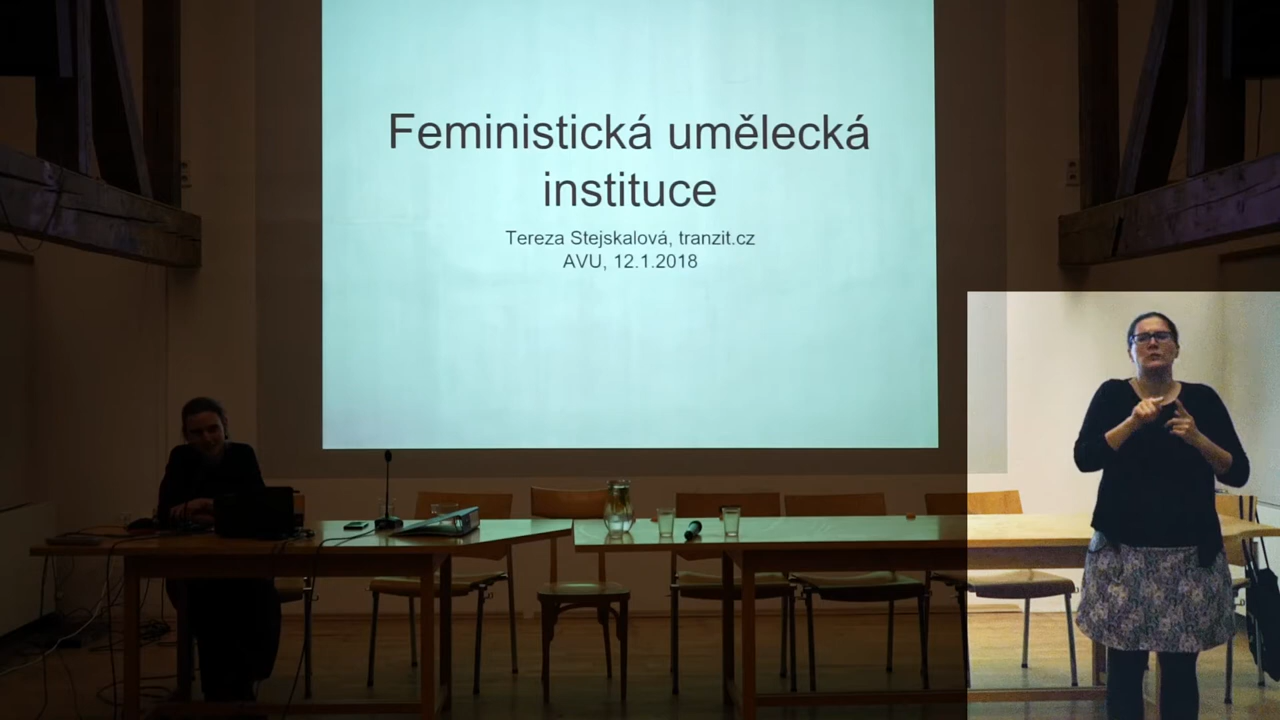 Feministická umělecká
instituce
Tereza Stejskalová, tranzit.cz
AVU, 12.1.2018